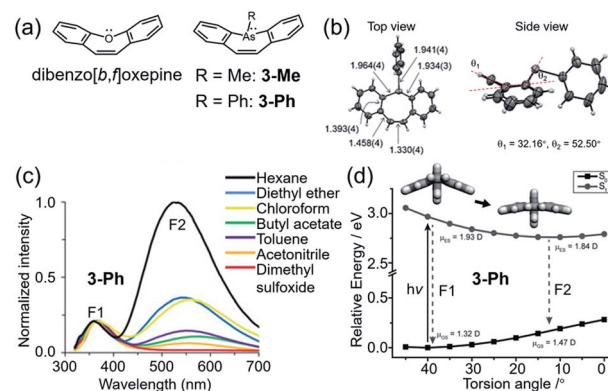 (a)
O
dibenzo[b,f]oxepine
R
As
R = Me: 3-Me
R = Ph: 3-Ph
(b)
Top view
Side view
1.964(4)
1.941(4)
1.934(3)
1.393(4)
1.458(4)
1.330(4)
θ1
θ2
θ1 = 32.16°, θ2 = 52.50°
(c)
Normalized intensity
1.0
0.5
0.0
300 400 500 600 700
Wavelength (nm)
3-Ph
F1
F2
Hexane
Diethyl ether
Chloroform
Butyl acetate
Toluene
Acetonitrile
Dimethyl
sulfoxide
(d)
Relative Energy / eV
3.0
2.75
0.25
0.0
μES = 1.93 D
μES = 1.84 D
3-Ph
hν
F1
F2
μGS = 1.32 D
μGS = 1.47 D
40 30 20 10 0
Torsion angle /°